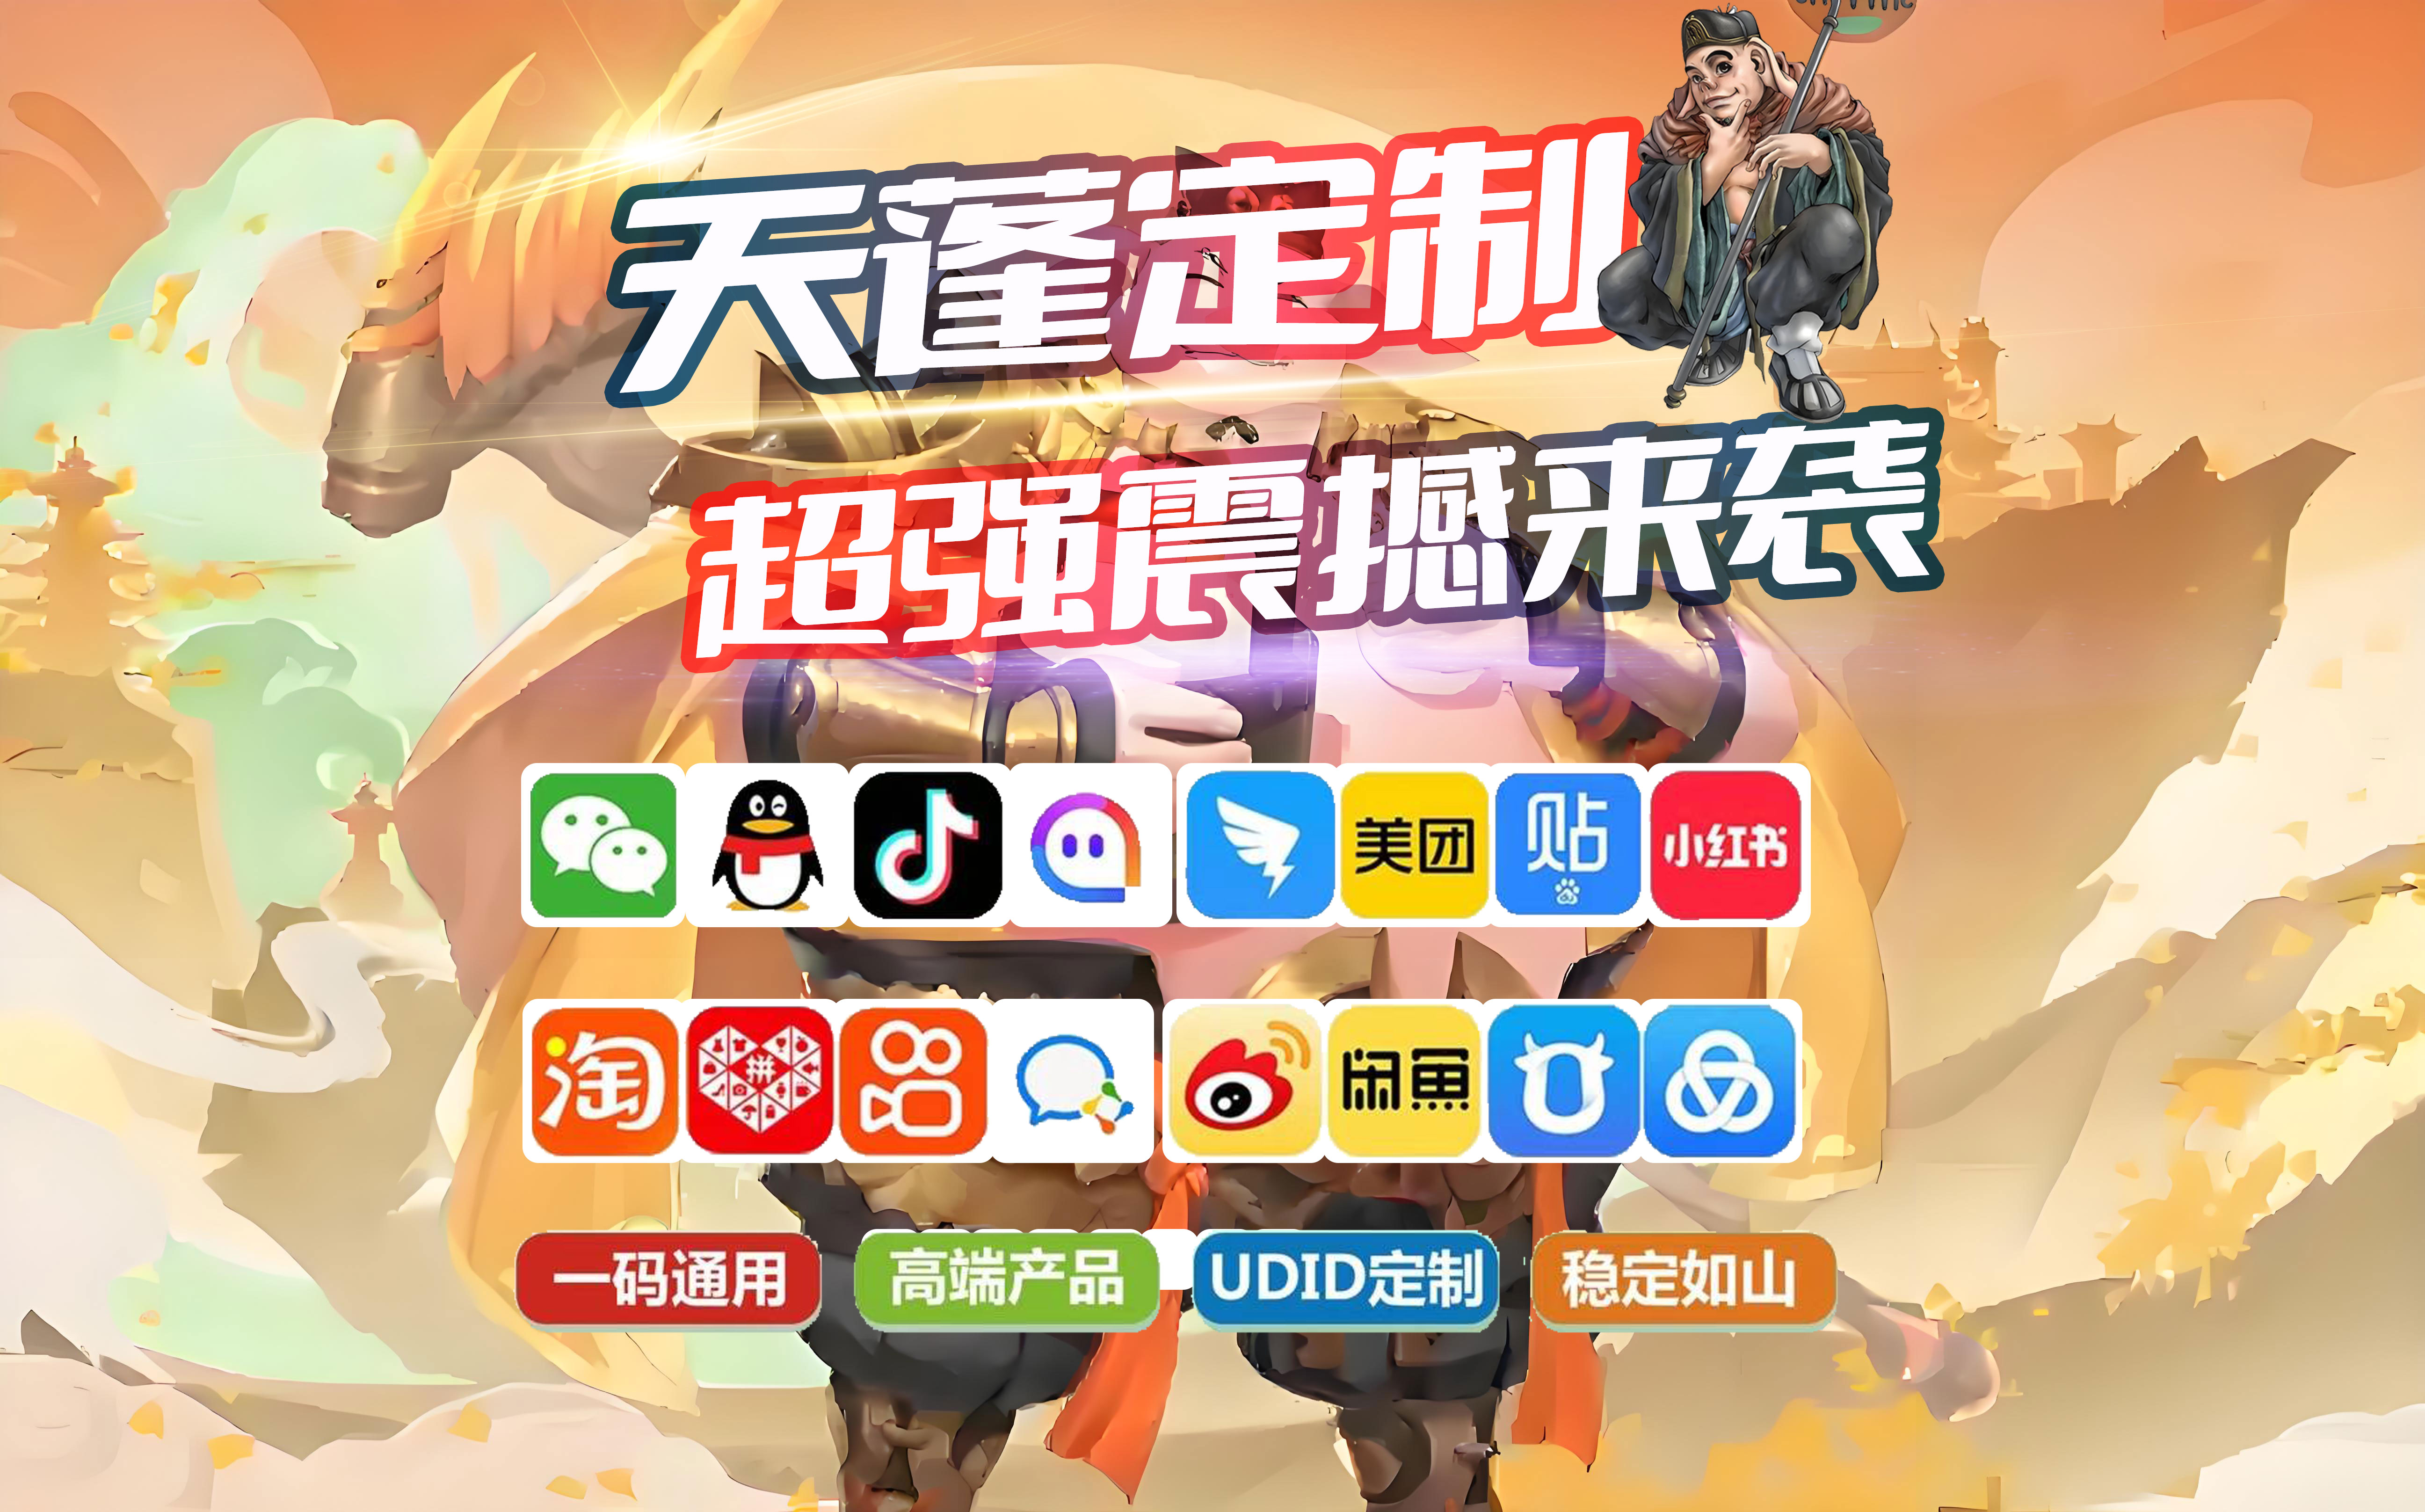 天蓬定制
超强震撼来袭
美团 贴 小红书
淘 拼 闲鱼
一码通用 高端产品 UDID定制 稳定如山